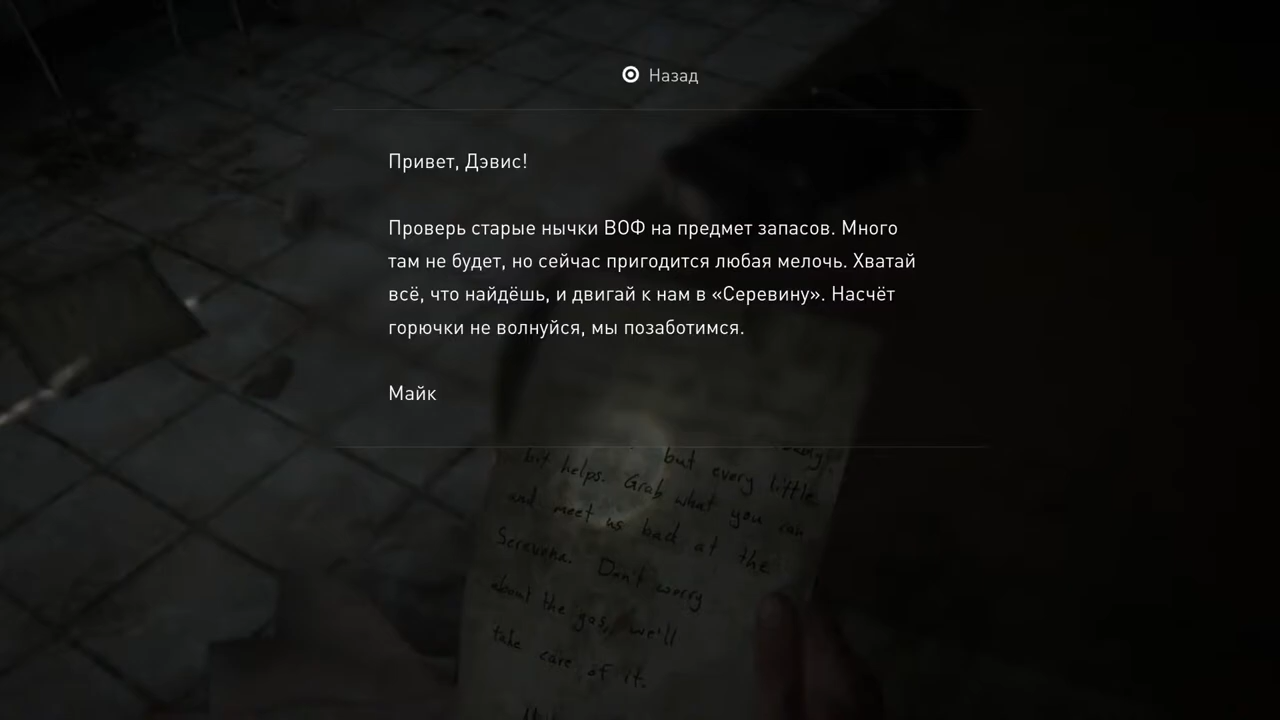 Назад
Привет, Дэвис!
Проверь старые нычки ВОФ на предмет запасов. Много
там не будет, но сейчас пригодится любая мелочь. Хватай
всё, что найдёшь, и двигай к нам в «Серевину». Насчёт
горючки не волнуйся, мы позаботимся.
Майк
but every little
bit helps. Grab what you can
and meet us back at the
Serevena. Don't worry
about the gas, we'll
take care of it.